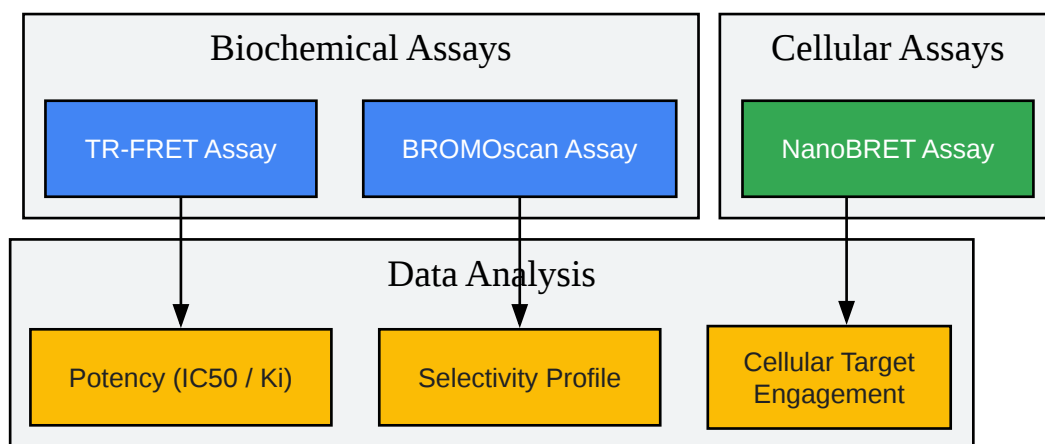 Biochemical Assays
Cellular Assays
TR-FRET Assay
BROMOscan Assay
NanoBRET Assay
Data Analysis
Potency (IC50 / Ki)
Selectivity Profile
Cellular Target
Engagement